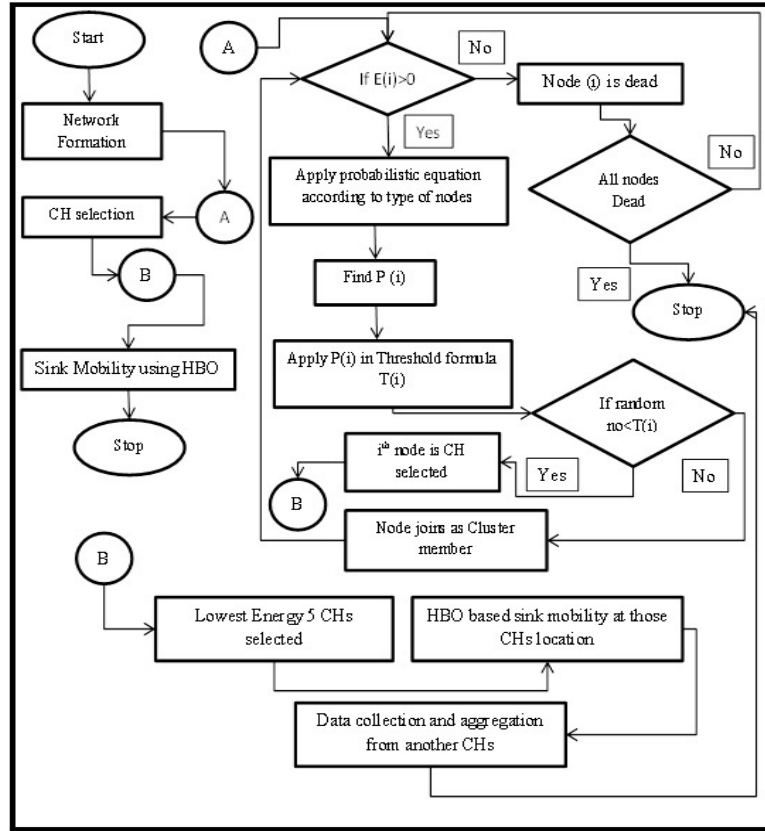 Start
Network
Formation
CH selection
A
B
Sink Mobility using HBO
Stop
A
If E(i)>0
No
Node (i) is dead
Yes
No
All nodes
Dead
Apply probabilistic equation
according to type of nodes
Find P (i)
Yes
Stop
Apply P(i) in Threshold formula
T(i)
If random
no<T(i)
iᵗʰ node is CH
selected
Yes
No
B
Node joins as Cluster
member
B
Lowest Energy 5 CHs
selected
HBO based sink mobility at those
CHs location
Data collection and aggregation
from another CHs